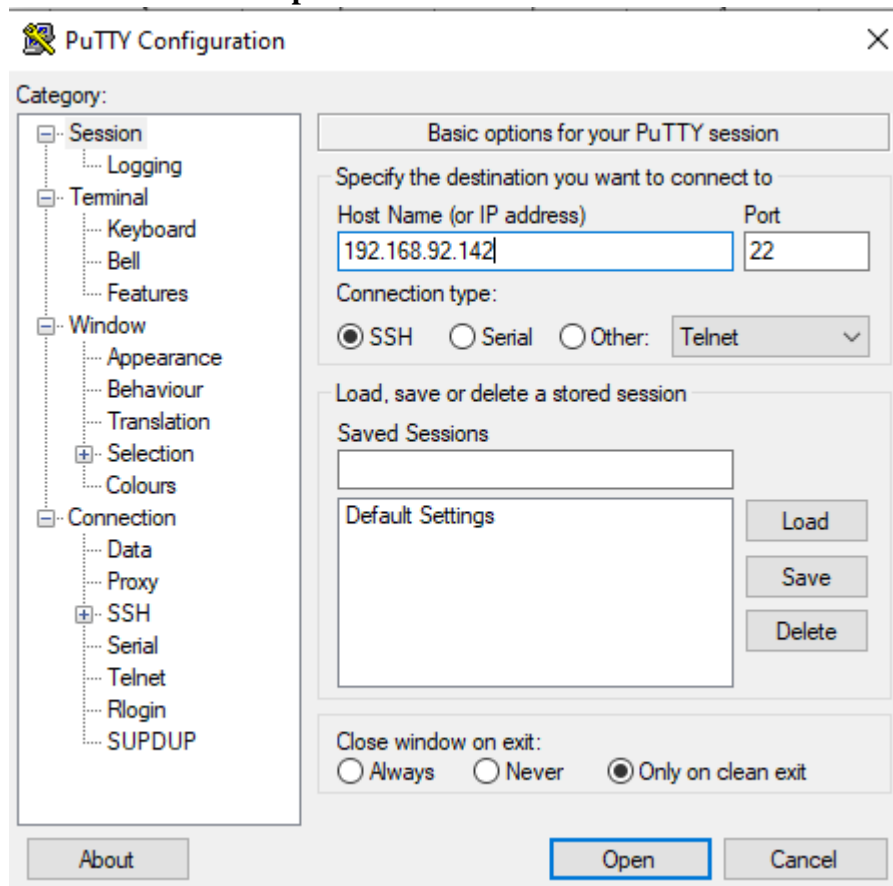 PuTTY Configuration
Category:
Session
Logging
Terminal
Keyboard
Bell
Features
Window
Appearance
Behaviour
Translation
Selection
Colours
Connection
Data
Proxy
SSH
Serial
Telnet
Rlogin
SUPDUP
Basic options for your PuTTY session
Specify the destination you want to connect to
Host Name (or IP address) Port
192.168.92.142 22
Connection type:
SSH Serial Other: Telnet
Load, save or delete a stored session
Saved Sessions
Default Settings
Load
Save
Delete
Close window on exit:
Always Never Only on clean exit
About Open Cancel